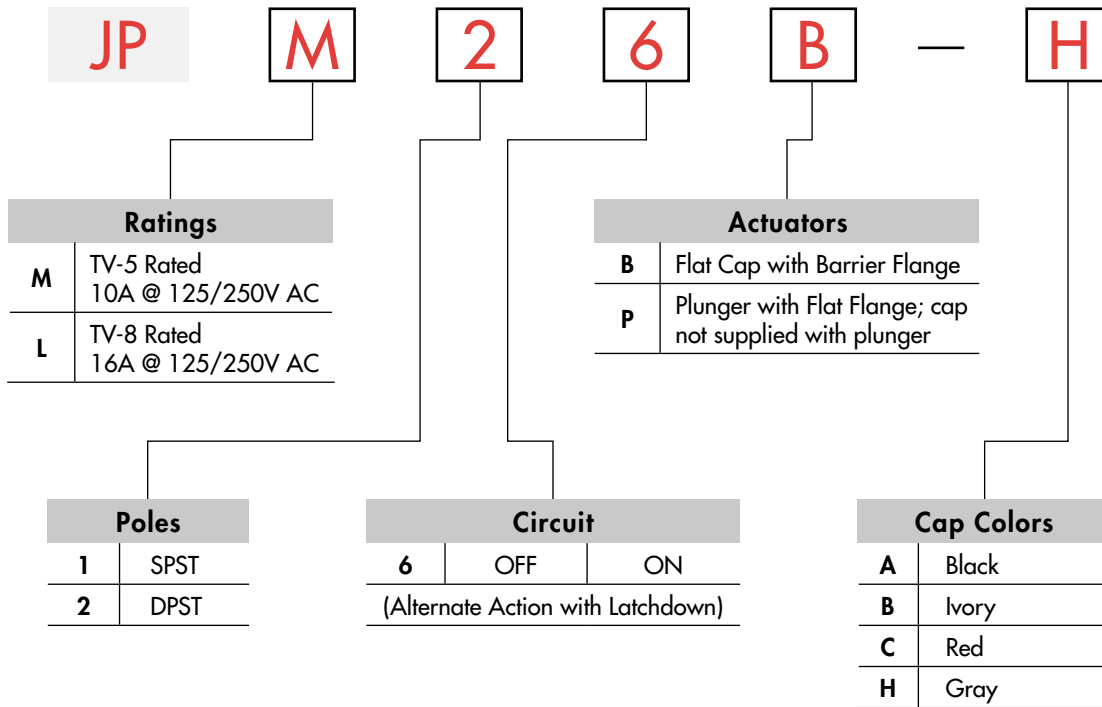 JP M 2 6 B — H
Ratings
M TV-5 Rated
10A @ 125/250V AC
L TV-8 Rated
16A @ 125/250V AC
Actuators
B Flat Cap with Barrier Flange
P Plunger with Flat Flange; cap
not supplied with plunger
Poles
1 SPST
2 DPST
Circuit
6 OFF ON
(Alternate Action with Latchdown)
Cap Colors
A Black
B Ivory
C Red
H Gray